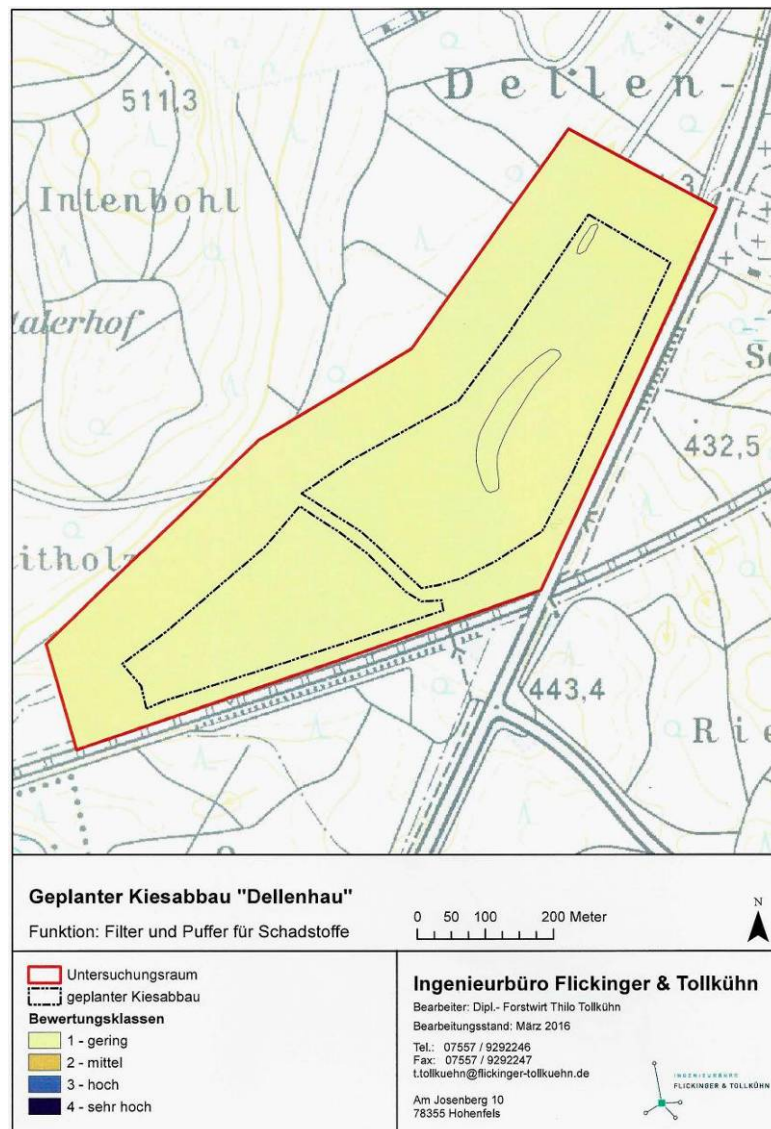 Dellen-
511,3
Intenbohl
talerhof
432,5
itholz
443,4
Rie
Geplanter Kiesabbau "Dellenhau"
Funktion: Filter und Puffer für Schadstoffe
0 50 100 200 Meter
N
Untersuchungsraum
geplanter Kiesabbau
Bewertungsklassen
1 - gering
2 - mittel
3 - hoch
4 - sehr hoch
Ingenieurbüro Flickinger & Tollkühn
Bearbeiter: Dipl.- Forstwirt Thilo Tollkühn
Bearbeitungsstand: März 2016
Tel.: 07557 / 9292246
Fax: 07557 / 9292247
t.tollkuehn@flickinger-tollkuehn.de
Am Josenberg 10
78355 Hohenfels
INGENIEURBÜRO
FLICKINGER & TOLLKÜHN